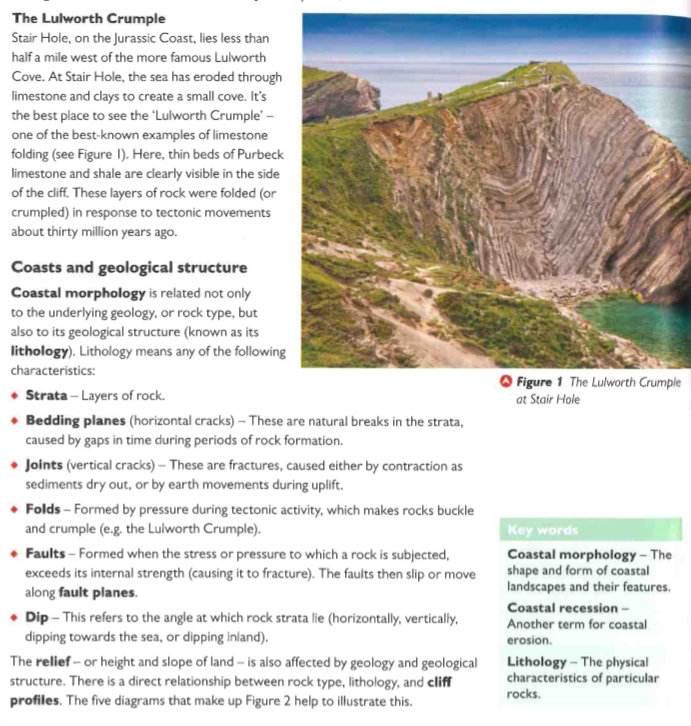 The Lulworth Crumple
Stair Hole, on the Jurassic Coast, lies less than
half a mile west of the more famous Lulworth
Cove. At Stair Hole, the sea has eroded through
limestone and clays to create a small cove. It's
the best place to see the 'Lulworth Crumple' –
one of the best-known examples of limestone
folding (see Figure 1). Here, thin beds of Purbeck
limestone and shale are clearly visible in the side
of the cliff. These layers of rock were folded (or
crumpled) in response to tectonic movements
about thirty million years ago.
Coasts and geological structure
Coastal morphology is related not only
to the underlying geology, or rock type, but
also to its geological structure (known as its
lithology). Lithology means any of the following
characteristics:
♦ Strata – Layers of rock.
♦ Bedding planes (horizontal cracks) – These are natural breaks in the strata,
caused by gaps in time during periods of rock formation.
♦ Joints (vertical cracks) – These are fractures, caused either by contraction as
sediments dry out, or by earth movements during uplift.
♦ Folds – Formed by pressure during tectonic activity, which makes rocks buckle
and crumple (e.g. the Lulworth Crumple).
♦ Faults – Formed when the stress or pressure to which a rock is subjected,
exceeds its internal strength (causing it to fracture). The faults then slip or move
along fault planes.
♦ Dip – This refers to the angle at which rock strata lie (horizontally, vertically,
dipping towards the sea, or dipping inland).
The relief – or height and slope of land – is also affected by geology and geological
structure. There is a direct relationship between rock type, lithology, and cliff
profiles. The five diagrams that make up Figure 2 help to illustrate this.
Figure 1 The Lulworth Crumple
at Stair Hole
Key words
Coastal morphology – The
shape and form of coastal
landscapes and their features.
Coastal recession –
Another term for coastal
erosion.
Lithology – The physical
characteristics of particular
rocks.